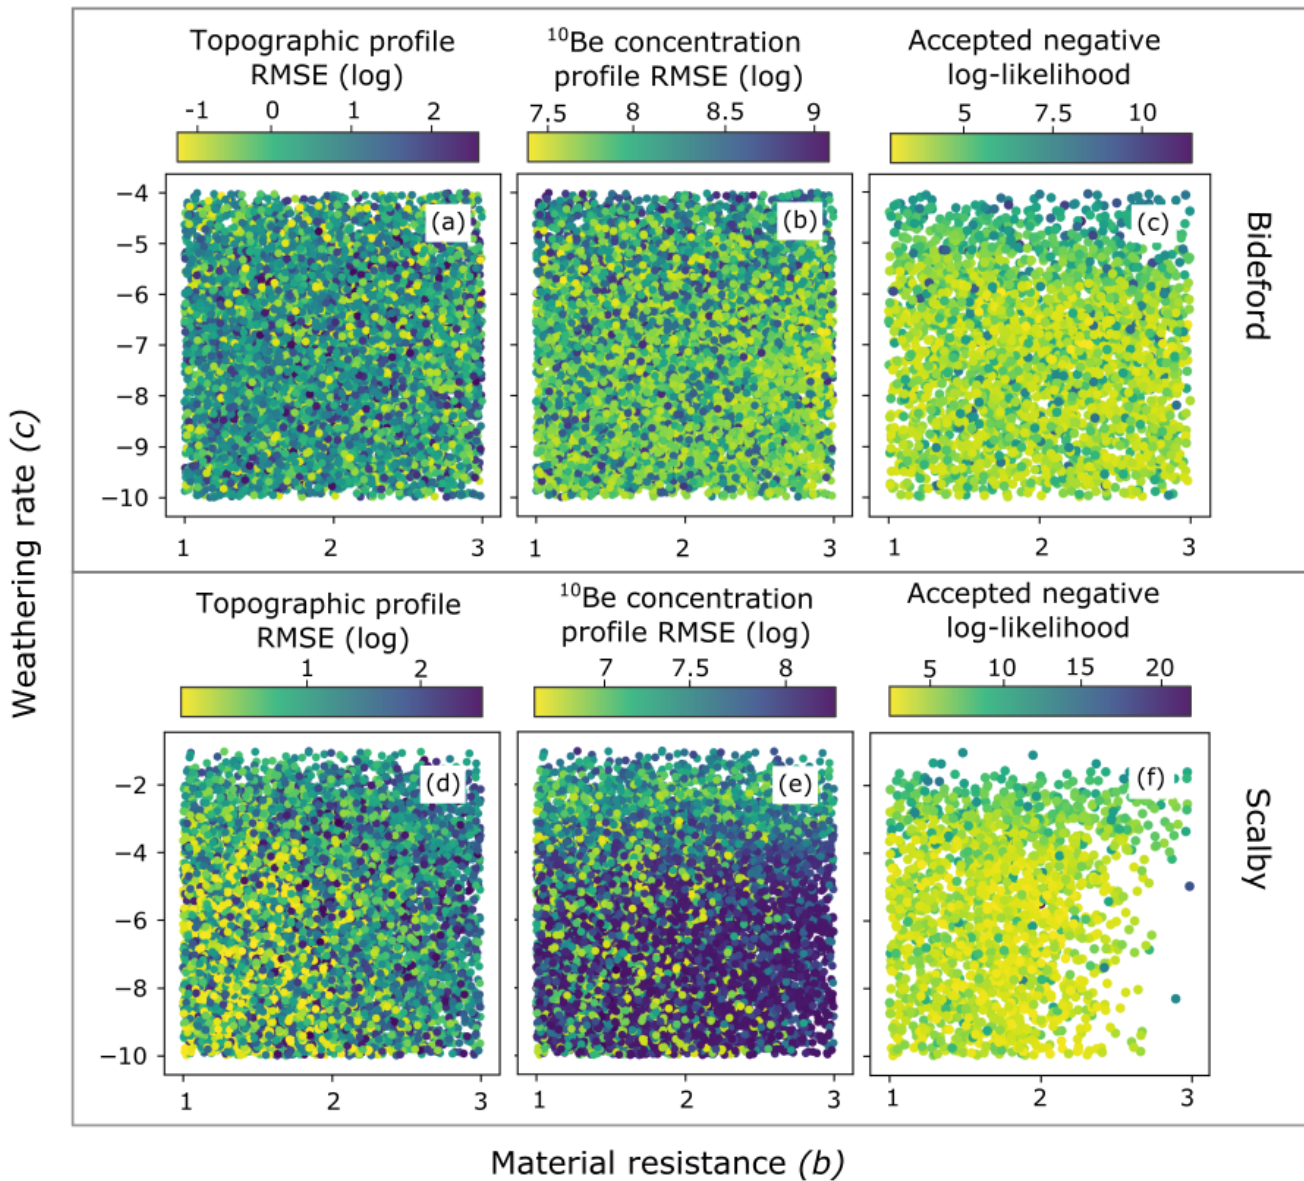 Topographic profile
RMSE (log)
-1 0 1 2
¹⁰Be concentration
profile RMSE (log)
7.5 8 8.5 9
Accepted negative
log-likelihood
5 7.5 10
−4
−5
−6
−7
−8
−9
−10
(a)
(b)
(c)
1 2 3
1 2 3
1 2 3
Bideford
Weathering rate (c)
Topographic profile
RMSE (log)
1 2
¹⁰Be concentration
profile RMSE (log)
7 7.5 8
Accepted negative
log-likelihood
5 10 15 20
−2
−4
−6
−8
−10
(d)
(e)
(f)
1 2 3
1 2 3
1 2 3
Scalby
Material resistance (b)